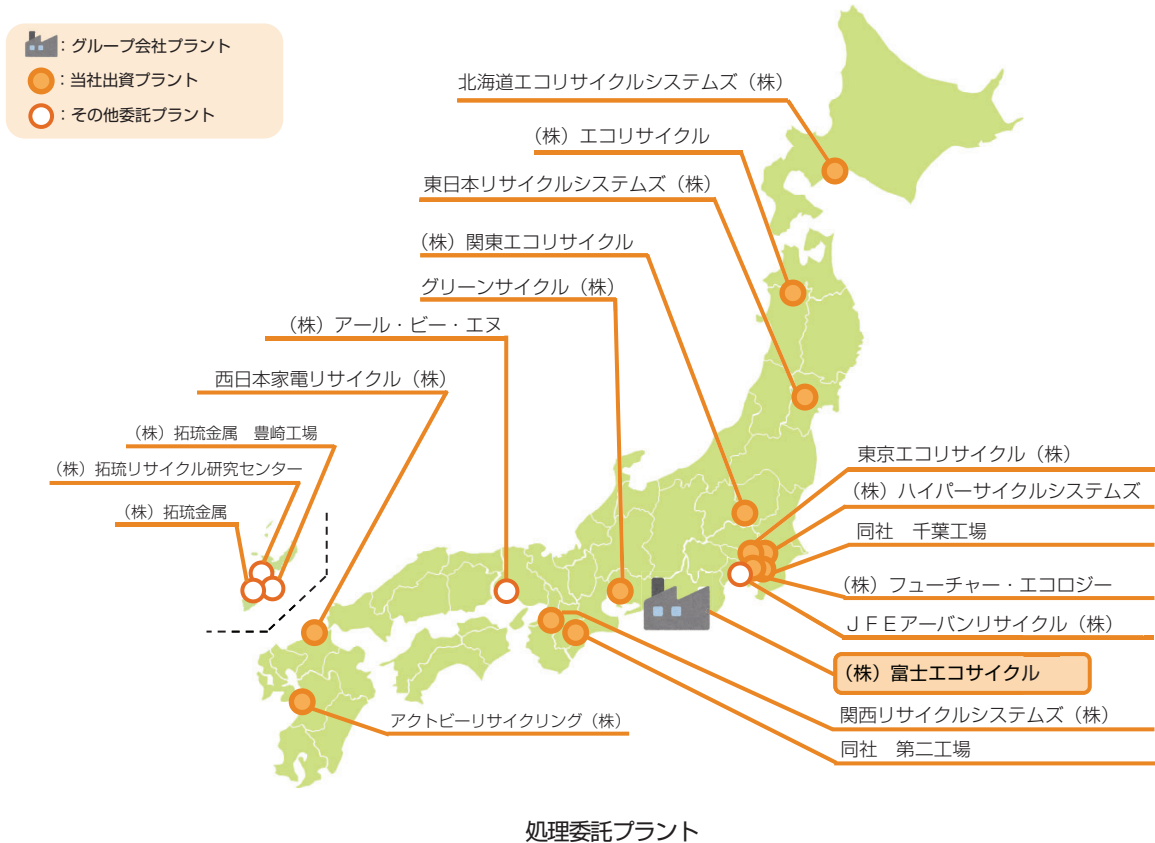 ：グループ会社プラント
：当社出資プラント
：その他委託プラント
北海道エコリサイクルシステムズ（株）
（株）エコリサイクル
東日本リサイクルシステムズ（株）
（株）関東エコリサイクル
グリーンサイクル（株）
（株）アール・ビー・エヌ
西日本家電リサイクル（株）
（株）拓琉金属　豊崎工場
（株）拓琉リサイクル研究センター
（株）拓琉金属
東京エコリサイクル（株）
（株）ハイパーサイクルシステムズ
同社　千葉工場
（株）フューチャー・エコロジー
ＪＦＥアーバンリサイクル（株）
（株）富士エコサイクル
関西リサイクルシステムズ（株）
同社　第二工場
アクトビーリサイクリング（株）
処理委託プラント